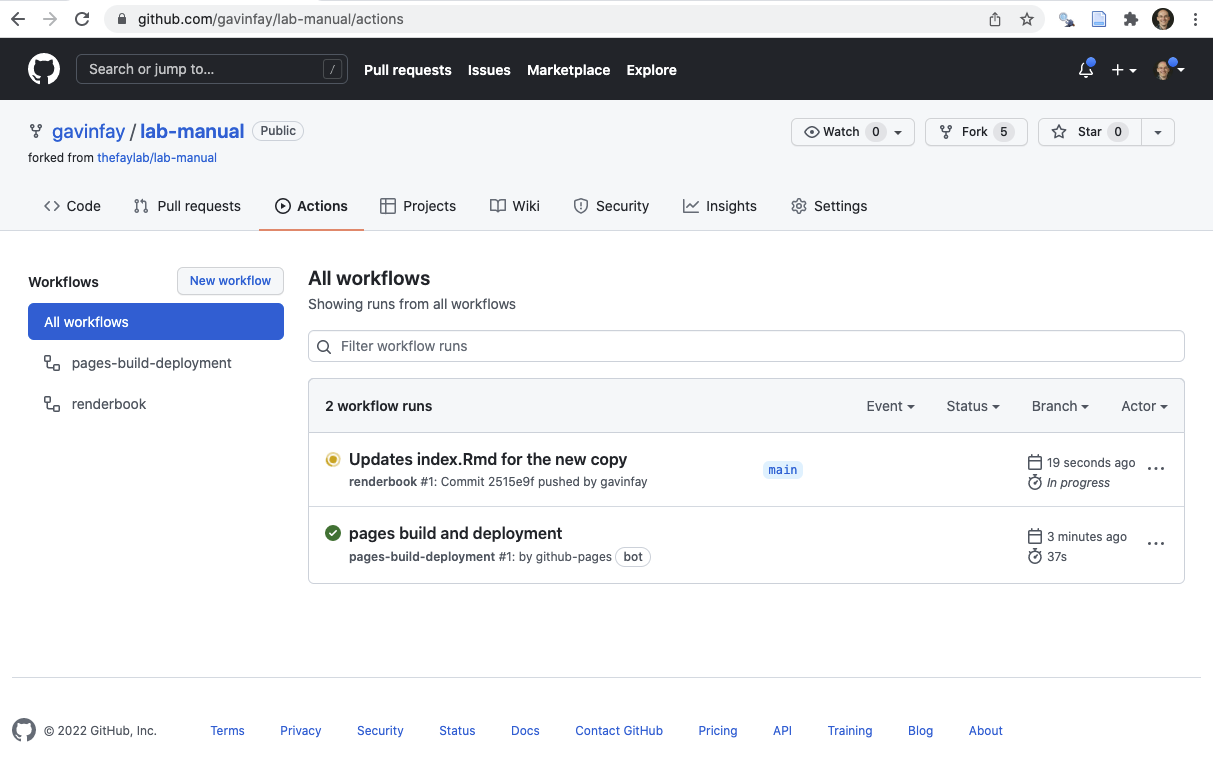 github.com/gavinfay/lab-manual/actions
Search or jump to... /
Pull requests Issues Marketplace Explore
gavinfay / lab-manual Public
Watch 0 Fork 5 Star 0
forked from thefaylab/lab-manual
Code Pull requests Actions Projects Wiki Security Insights Settings
Workflows New workflow
All workflows
pages-build-deployment
renderbook
All workflows
Showing runs from all workflows
Filter workflow runs
2 workflow runs Event Status Branch Actor
Updates index.Rmd for the new copy
renderbook #1: Commit 2515e9f pushed by gavinfay
main
19 seconds ago
In progress
pages build and deployment
pages-build-deployment #1: by github-pages bot
3 minutes ago
37s
© 2022 GitHub, Inc. Terms Privacy Security Status Docs Contact GitHub Pricing API Training Blog About